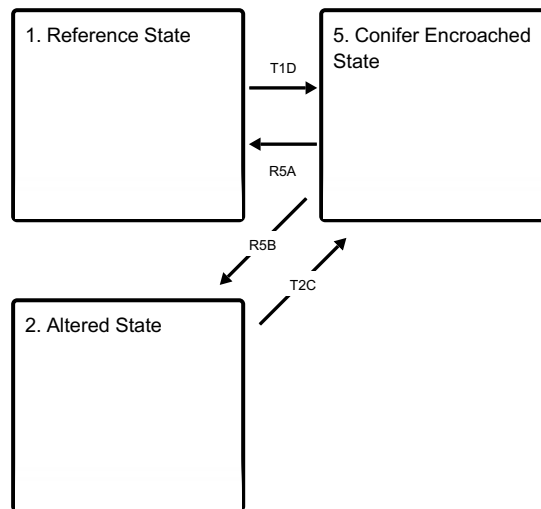 1. Reference State
5. Conifer Encroached
State
T1D
R5A
R5B
T2C
2. Altered State